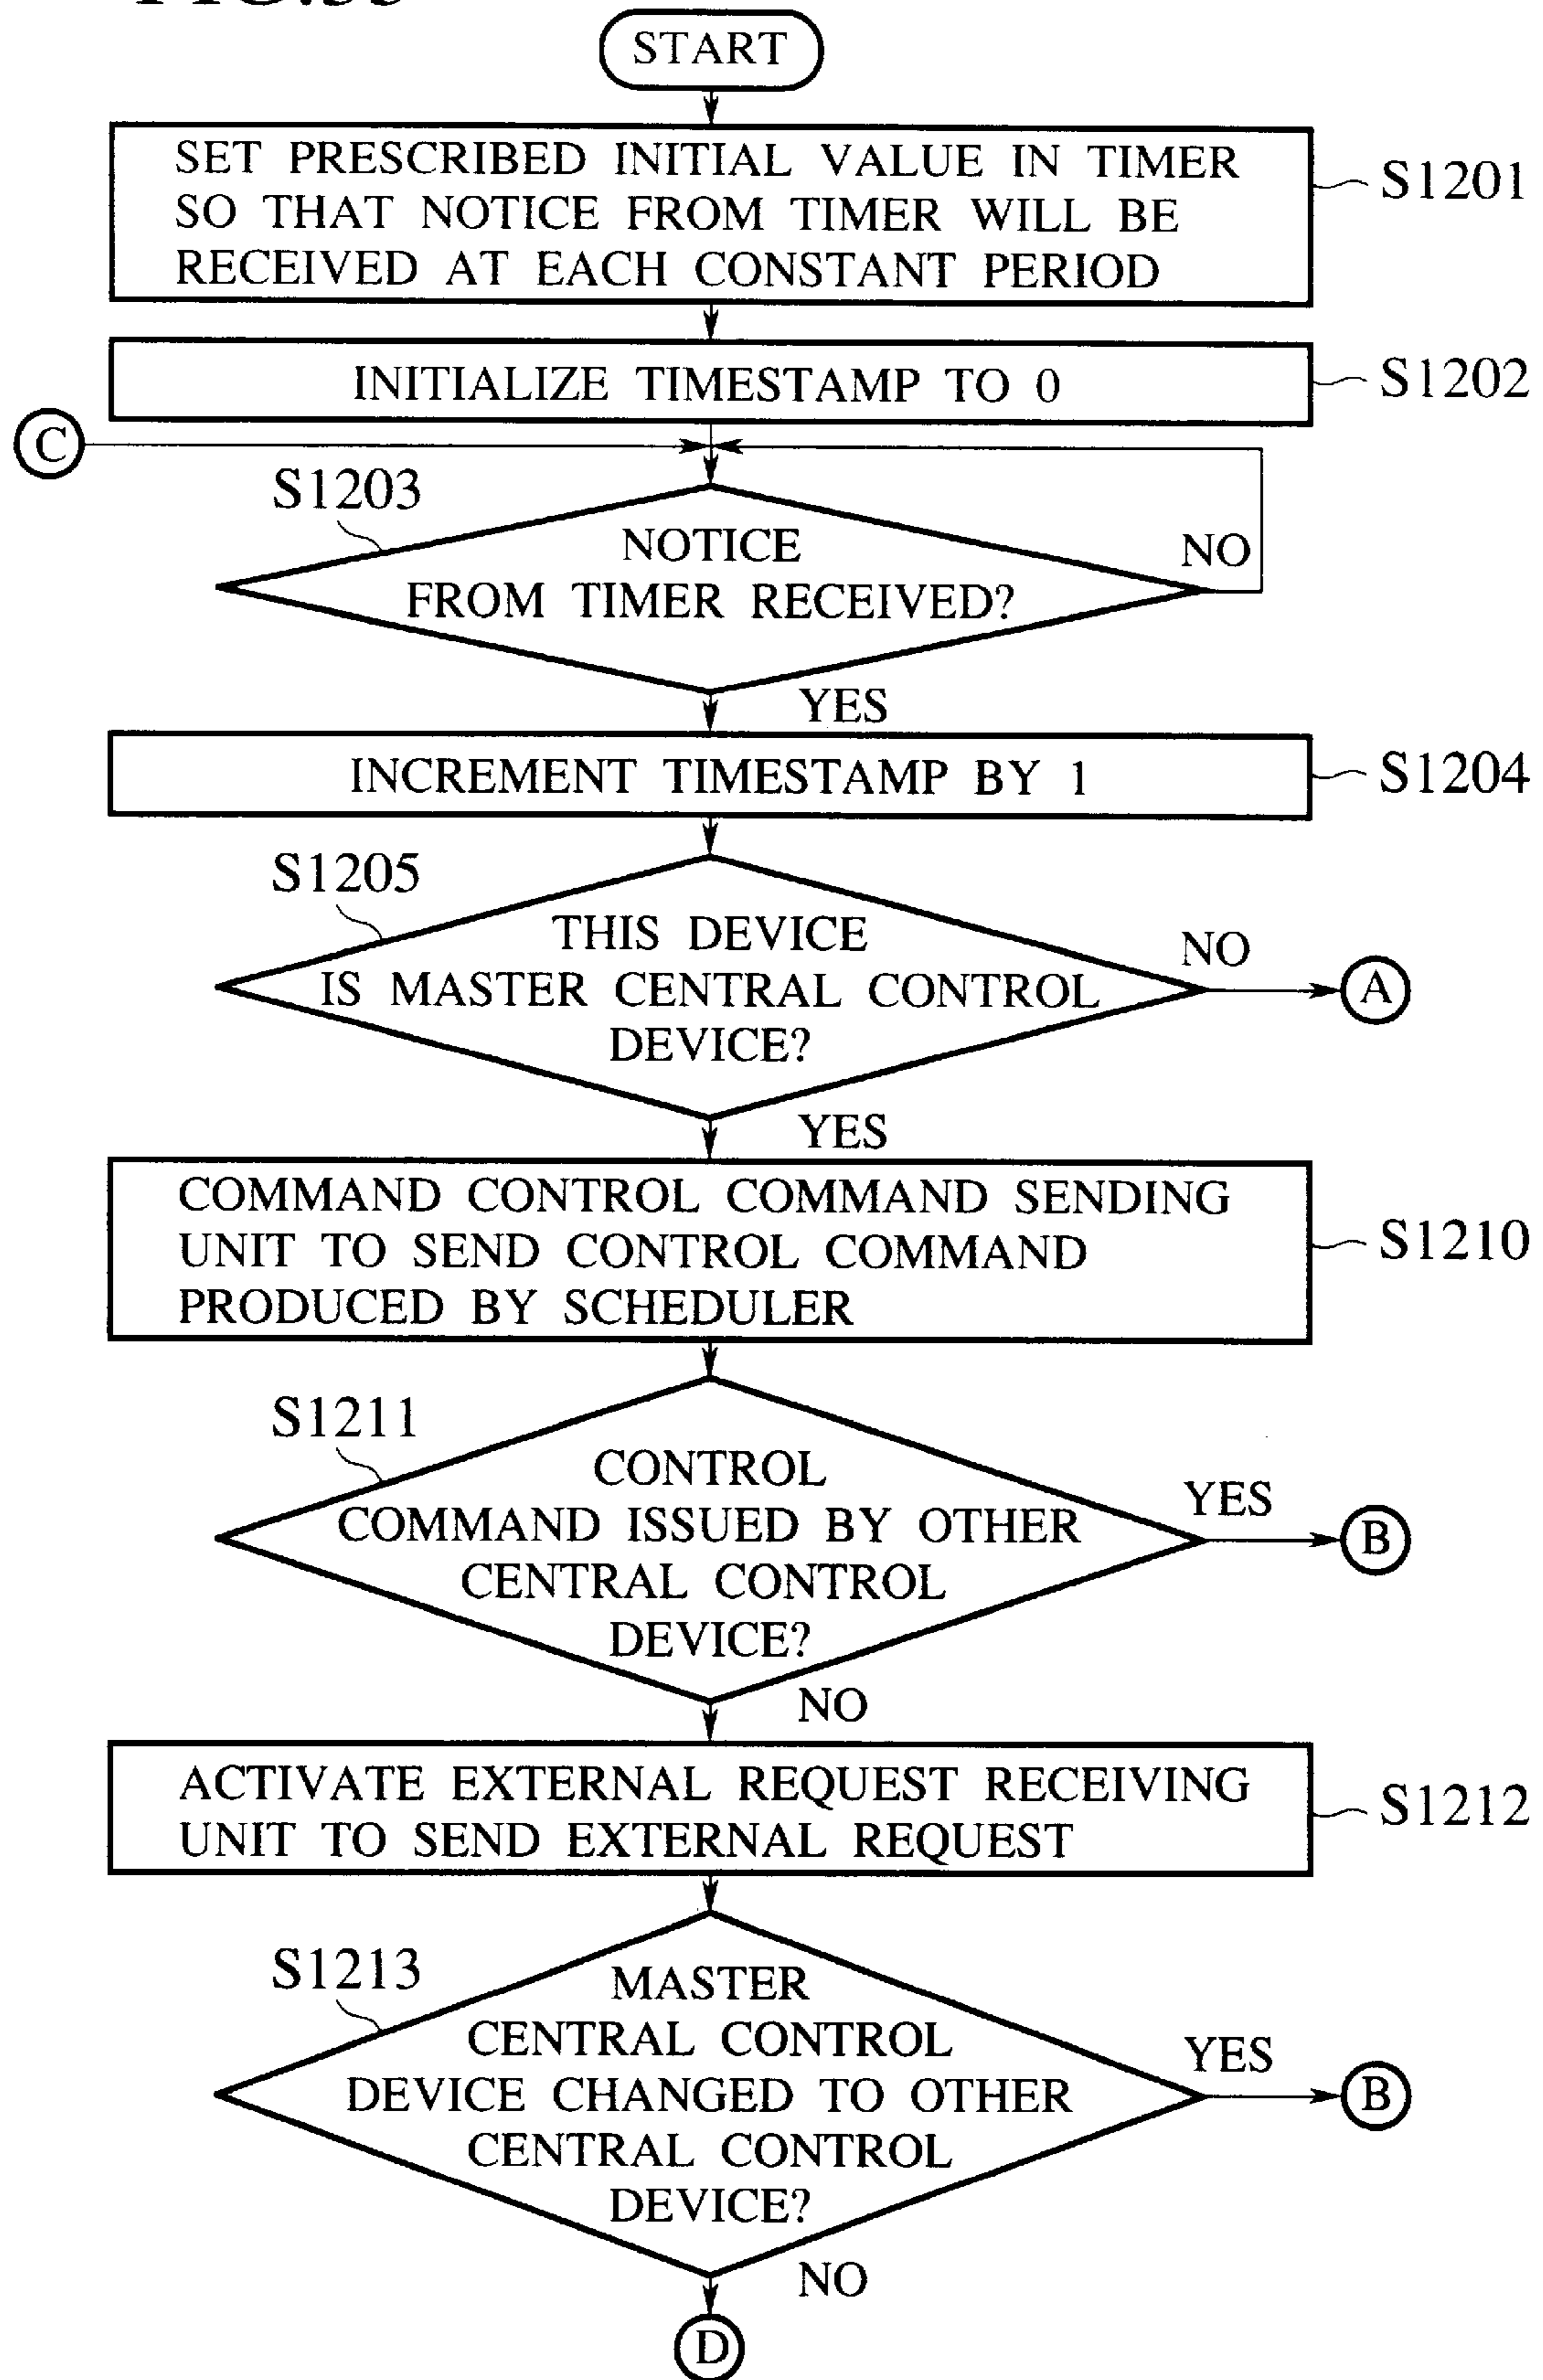 START
SET PRESCRIBED INITIAL VALUE IN TIMER
SO THAT NOTICE FROM TIMER WILL BE
RECEIVED AT EACH CONSTANT PERIOD
S1201
INITIALIZE TIMESTAMP TO 0
S1202
C
S1203
NOTICE
FROM TIMER RECEIVED?
NO
YES
INCREMENT TIMESTAMP BY 1
S1204
S1205
THIS DEVICE
IS MASTER CENTRAL CONTROL
DEVICE?
NO
A
YES
COMMAND CONTROL COMMAND SENDING
UNIT TO SEND CONTROL COMMAND
PRODUCED BY SCHEDULER
S1210
S1211
CONTROL
COMMAND ISSUED BY OTHER
CENTRAL CONTROL
DEVICE?
YES
B
NO
ACTIVATE EXTERNAL REQUEST RECEIVING
UNIT TO SEND EXTERNAL REQUEST
S1212
S1213
MASTER
CENTRAL CONTROL
DEVICE CHANGED TO OTHER
CENTRAL CONTROL
DEVICE?
YES
B
NO
D